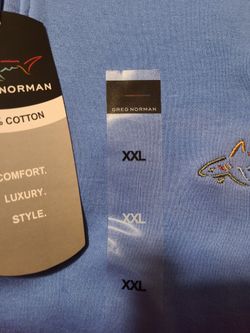 NORMAN
% COTTON
COMFORT.
LUXURY.
STYLE.
GREG NORMAN
XXL
XXL
XXL